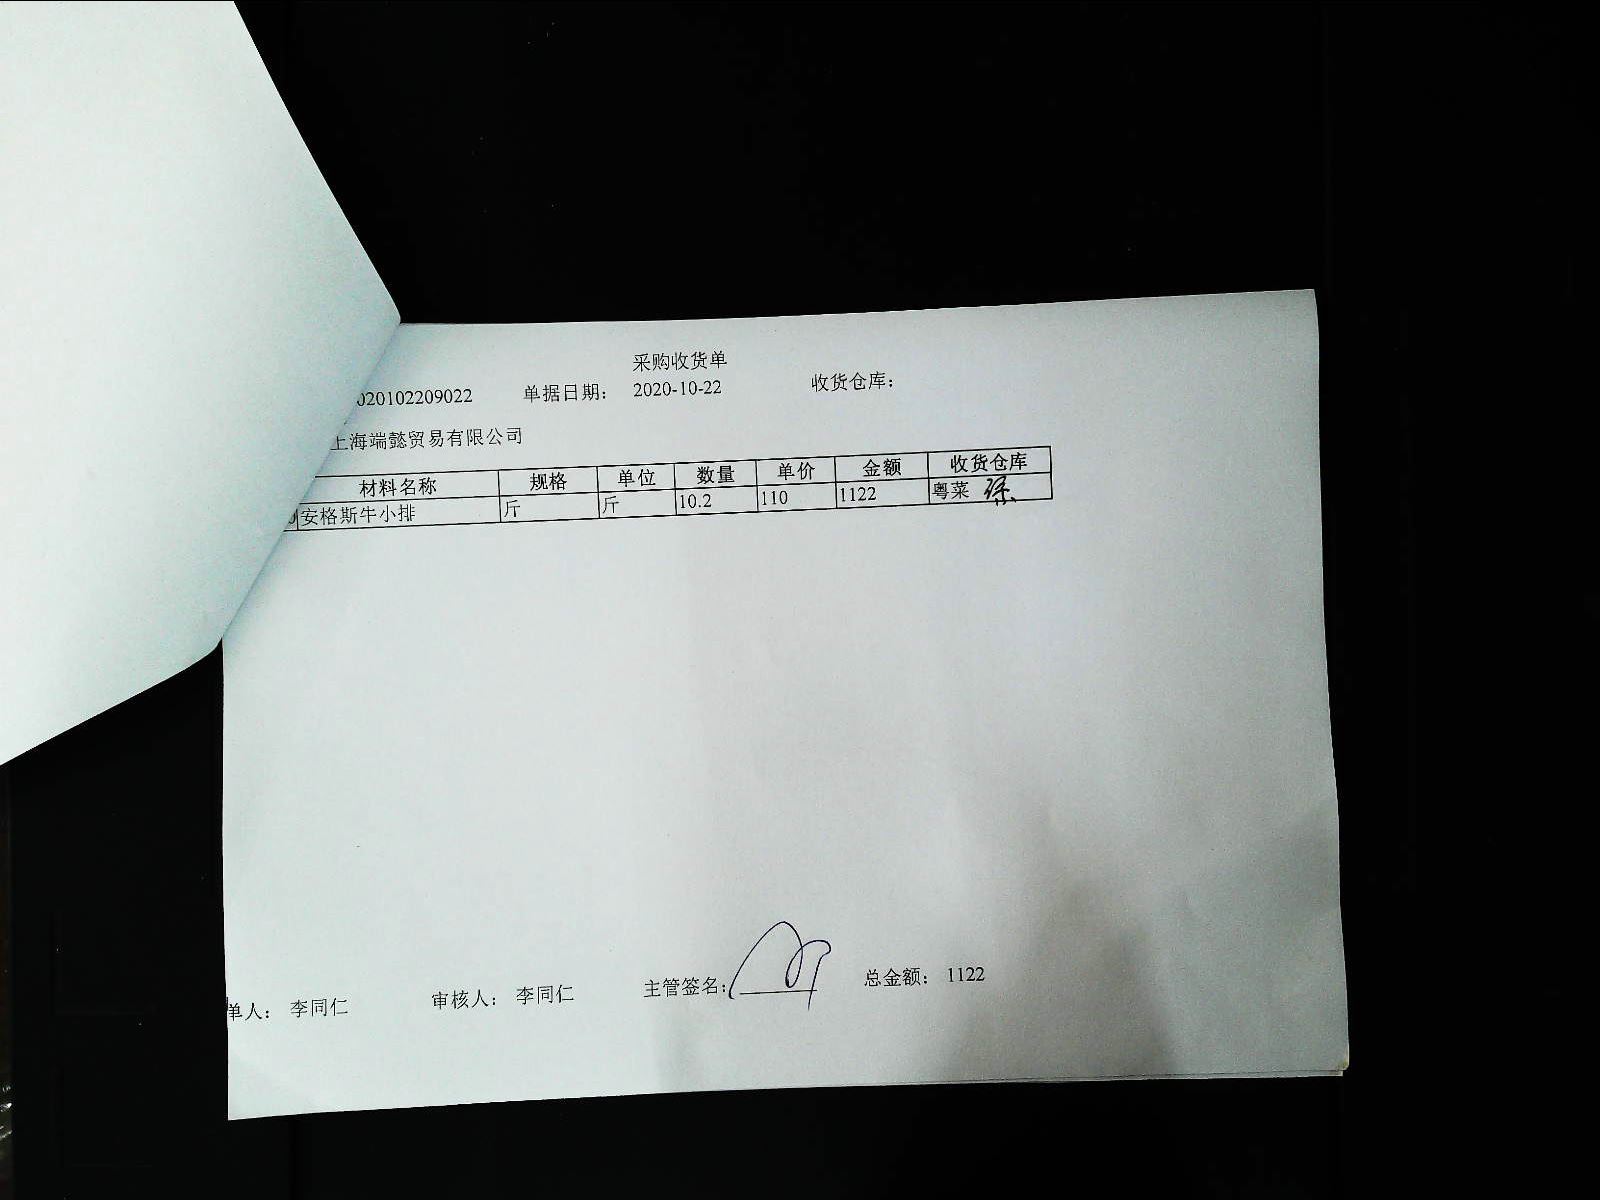 采购收货单
020102209022 单据日期: 2020-10-22 收货仓库:
上海端懿贸易有限公司
材料名称 规格 单位 数量 单价 金额 收货仓库
安格斯牛小排 斤 斤 10.2 110 1122 粤菜
单人: 李同仁 审核人: 李同仁 主管签名: 总金额: 1122